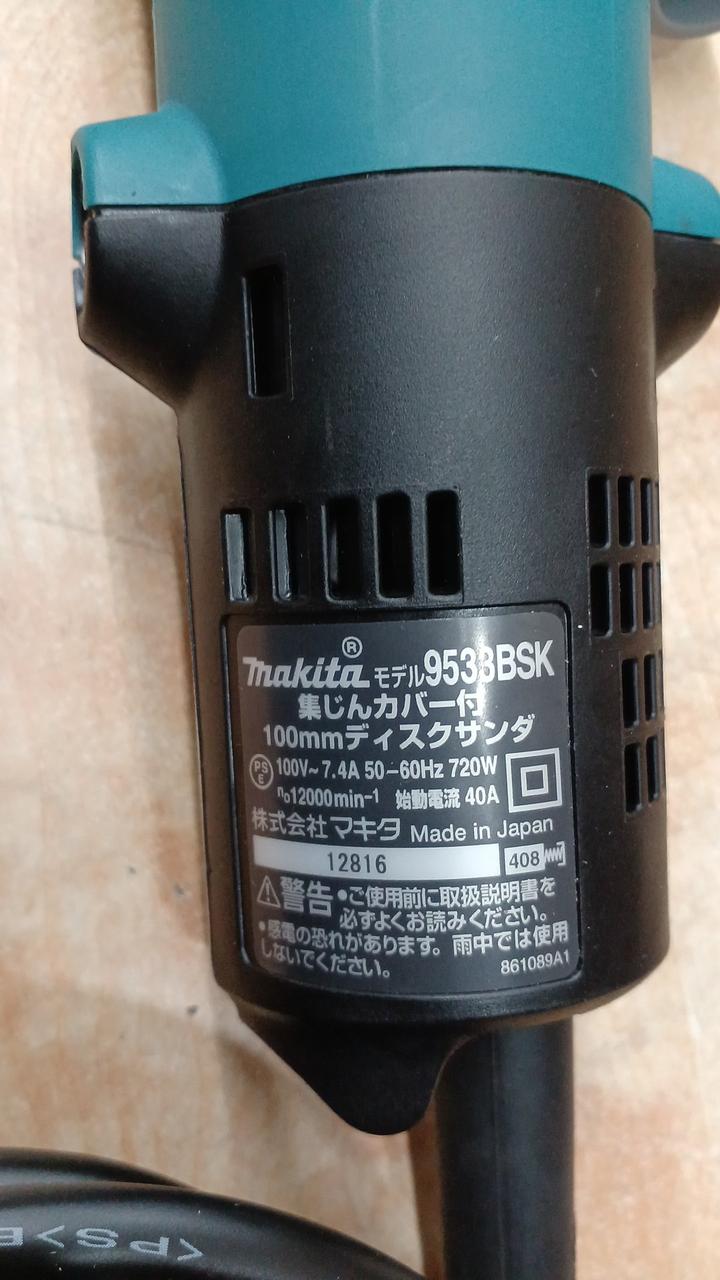 makita® モデル9533BSK
集じんカバー付
100mmディスクサンダ
PSE 100V~7.4A 50-60Hz 720W
n₀12000min⁻¹ 始動電流 40A
株式会社マキタ Made in Japan
12816 408
⚠警告 •ご使用前に取扱説明書を
必ずよくお読みください。
•感電の恐れがあります。雨中では使用
しないでください。
861089A1
<PS>E